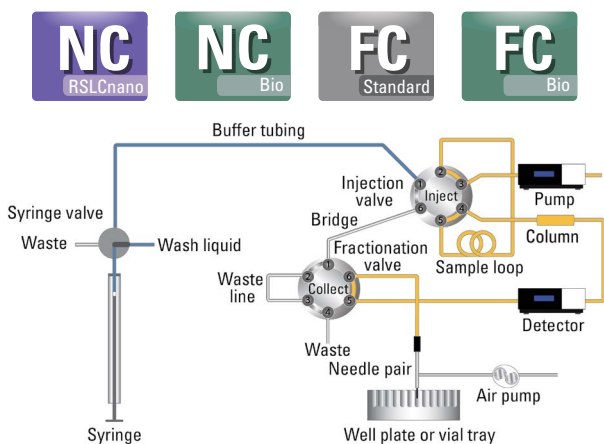 NC
RSLCnano
NC
Bio
FC
Standard
FC
Bio
Buffer tubing
Injection
valve
1
2
3
4
5
6
Inject
Pump
Syringe valve
Waste
Wash liquid
Bridge
Fractionation
valve
Column
Sample loop
Waste
line
1
2
3
4
5
6
Collect
Detector
Waste
Needle pair
Air pump
Syringe
Well plate or vial tray